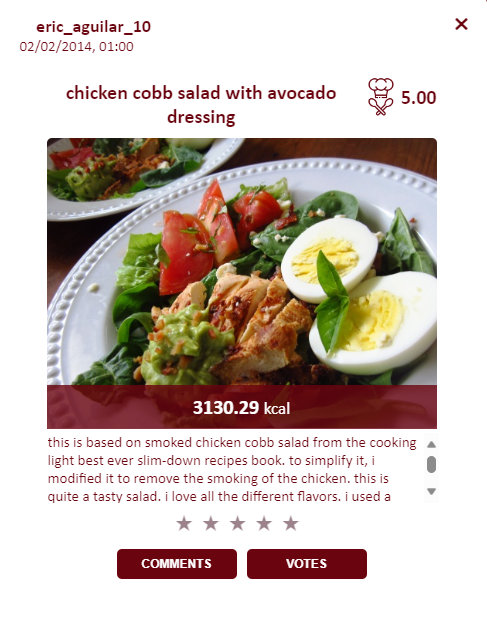 eric_aguilar_10
02/02/2014, 01:00
chicken cobb salad with avocado
dressing
5.00
3130.29 kcal
this is based on smoked chicken cobb salad from the cooking
light best ever slim-down recipes book. to simplify it, i
modified it to remove the smoking of the chicken. this is
quite a tasty salad. i love all the different flavors. i used a
COMMENTS
VOTES